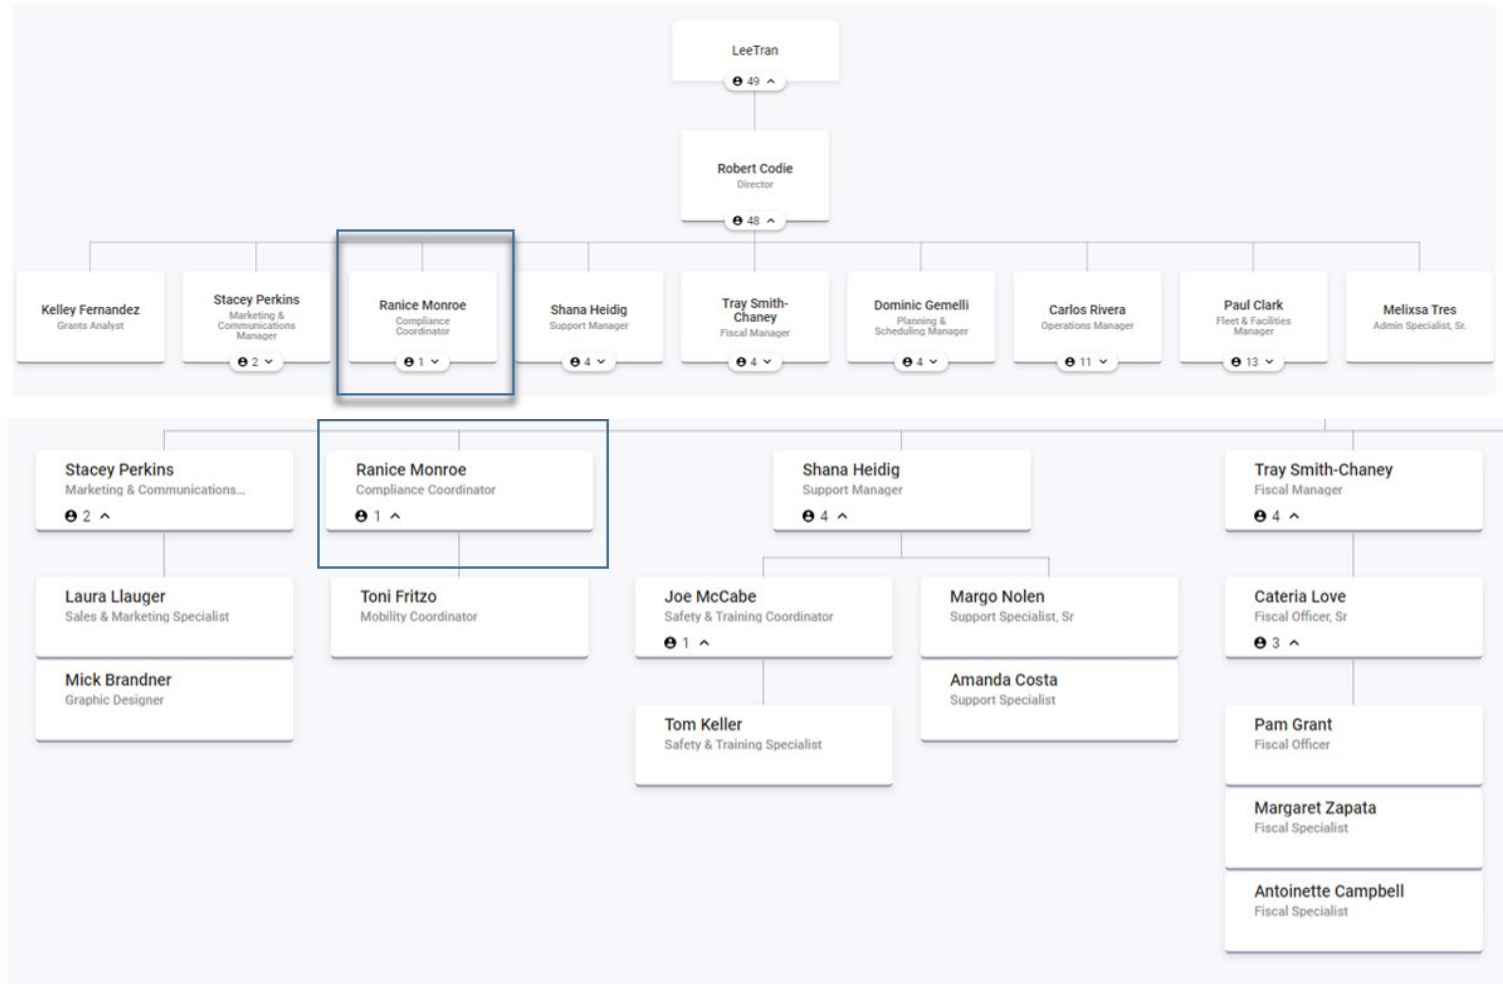 LeeTran
49
Robert Codie
Director
48
Kelley Fernandez
Grants Analyst
Stacey Perkins
Marketing &
Communications
Manager
2
Ranice Monroe
Compliance
Coordinator
1
Shana Heidig
Support Manager
4
Tray Smith-
Chaney
Fiscal Manager
4
Dominic Gemelli
Planning &
Scheduling Manager
4
Carlos Rivera
Operations Manager
11
Paul Clark
Fleet & Facilities
Manager
13
Melixsa Tres
Admin Specialist, Sr.
Stacey Perkins
Marketing & Communications...
2
Ranice Monroe
Compliance Coordinator
1
Shana Heidig
Support Manager
4
Tray Smith-Chaney
Fiscal Manager
4
Laura Llauger
Sales & Marketing Specialist
Mick Brandner
Graphic Designer
Toni Fritzo
Mobility Coordinator
Joe McCabe
Safety & Training Coordinator
1
Tom Keller
Safety & Training Specialist
Margo Nolen
Support Specialist, Sr
Amanda Costa
Support Specialist
Cateria Love
Fiscal Officer, Sr
3
Pam Grant
Fiscal Officer
Margaret Zapata
Fiscal Specialist
Antoinette Campbell
Fiscal Specialist